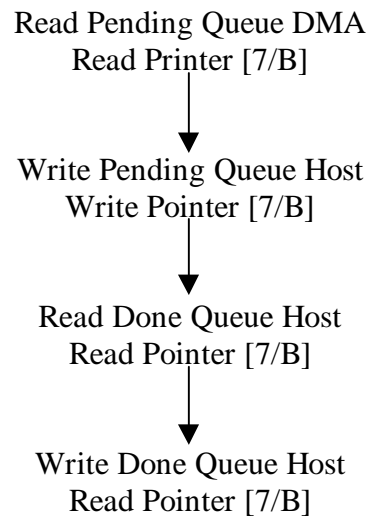 Read Pending Queue DMA
Read Printer [7/B]
Write Pending Queue Host
Write Pointer [7/B]
Read Done Queue Host
Read Pointer [7/B]
Write Done Queue Host
Read Pointer [7/B]